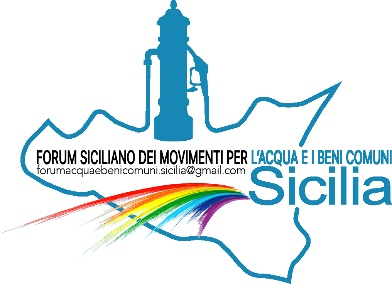 FORUM SICILIANO DEI MOVIMENTI PER L'ACQUA E I BENI COMUNI
forumacquaebenicomuni.sicilia@gmail.com
Sicilia